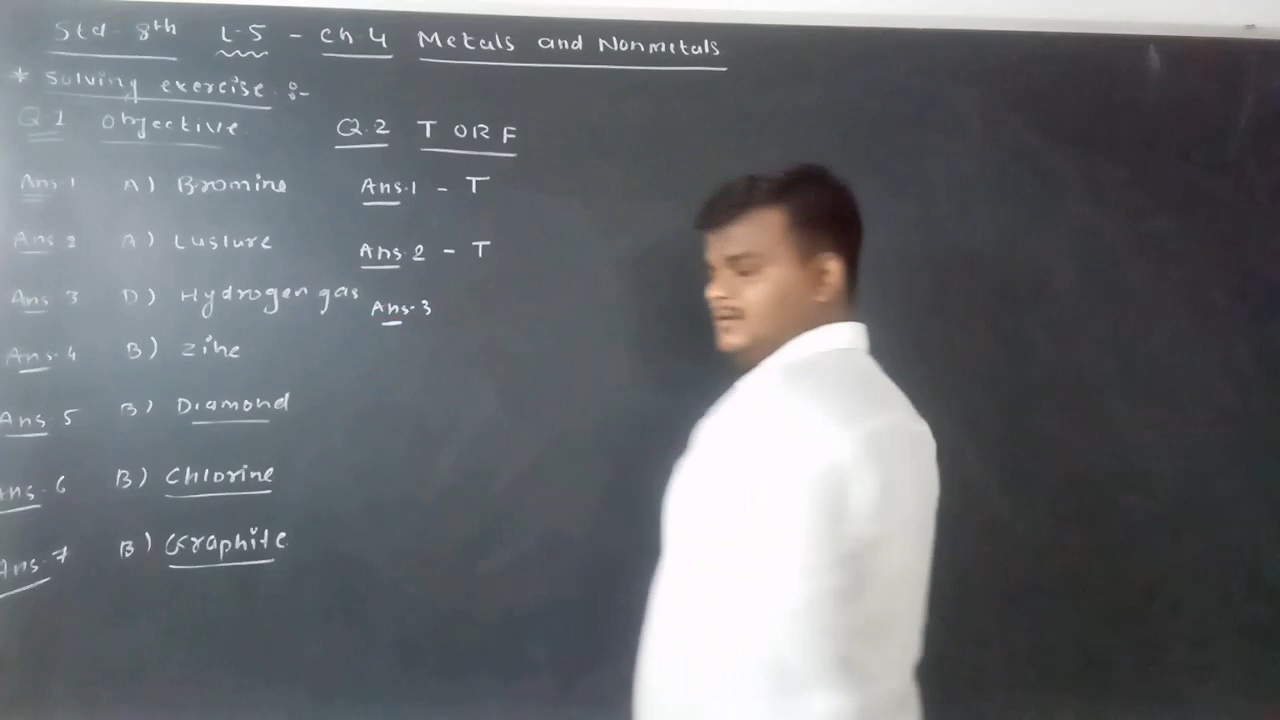 Std. 8th L.5 - Ch.4 Metals and Nonmetals
* Solving exercise :-
Q.1 Objective
Ans.1 A) Bromine
Ans.2 A) Lusture
Ans.3 D) Hydrogen gas
Ans.4 B) Zinc
Ans.5 B) Diamond
Ans.6 B) Chlorine
Ans.7 B) Graphite
Q.2 T OR F
Ans.1 - T
Ans.2 - T
Ans.3